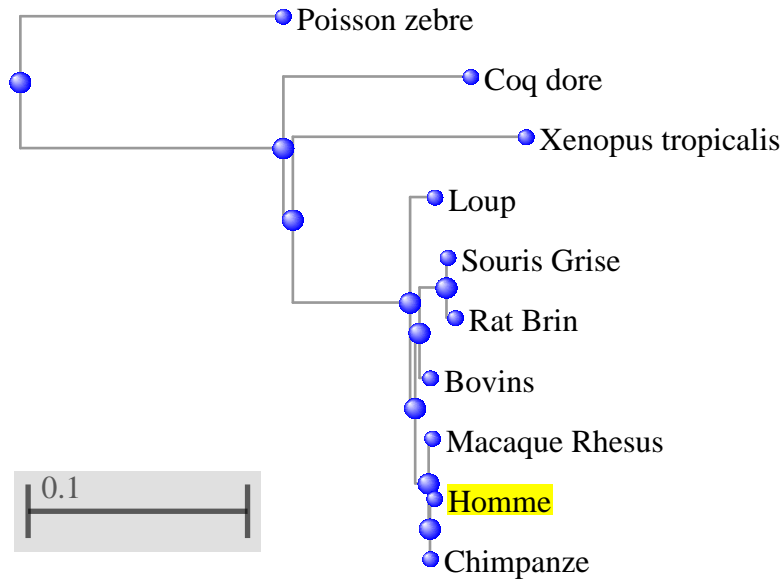 Poisson zebre
Coq dore
Xenopus tropicalis
Loup
Souris Grise
Rat Brin
Bovins
Macaque Rhesus
0.1
Homme
Chimpanze